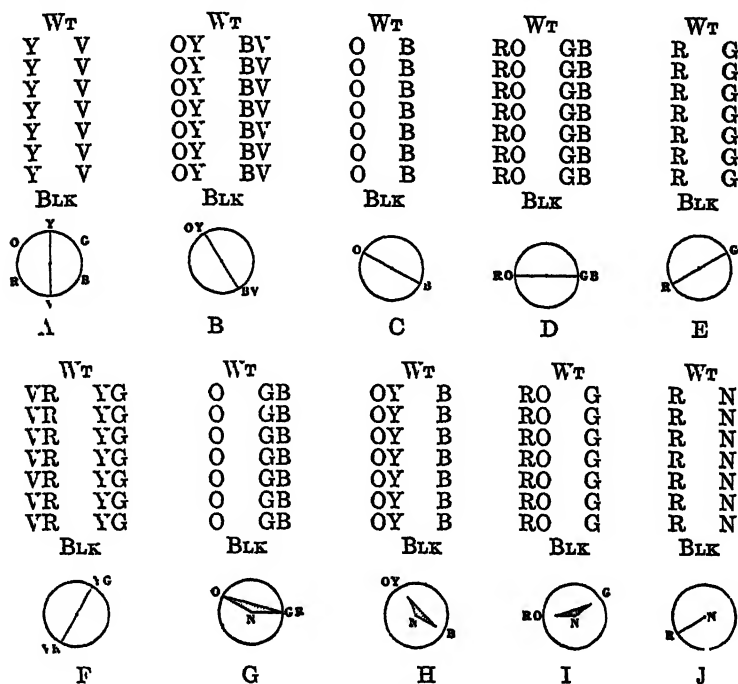 WT WT WT WT WT
Y V OY BV O B RO GB R G
Y V OY BV O B RO GB R G
Y V OY BV O B RO GB R G
Y V OY BV O B RO GB R G
Y V OY BV O B RO GB R G
Y V OY BV O B RO GB R G
Y V OY BV O B RO GB R G
BLK BLK BLK BLK BLK
Y
O G
R B
V
OY
BV
O
B
RO GB
G
R
A B C D E
WT WT WT WT WT
VR YG O GB OY B RO G R N
VR YG O GB OY B RO G R N
VR YG O GB OY B RO G R N
VR YG O GB OY B RO G R N
VR YG O GB OY B RO G R N
VR YG O GB OY B RO G R N
VR YG O GB OY B RO G R N
BLK BLK BLK BLK BLK
YG
VR
O
GB
N
OY
N
B
G
RO N
N
R
F G H I J